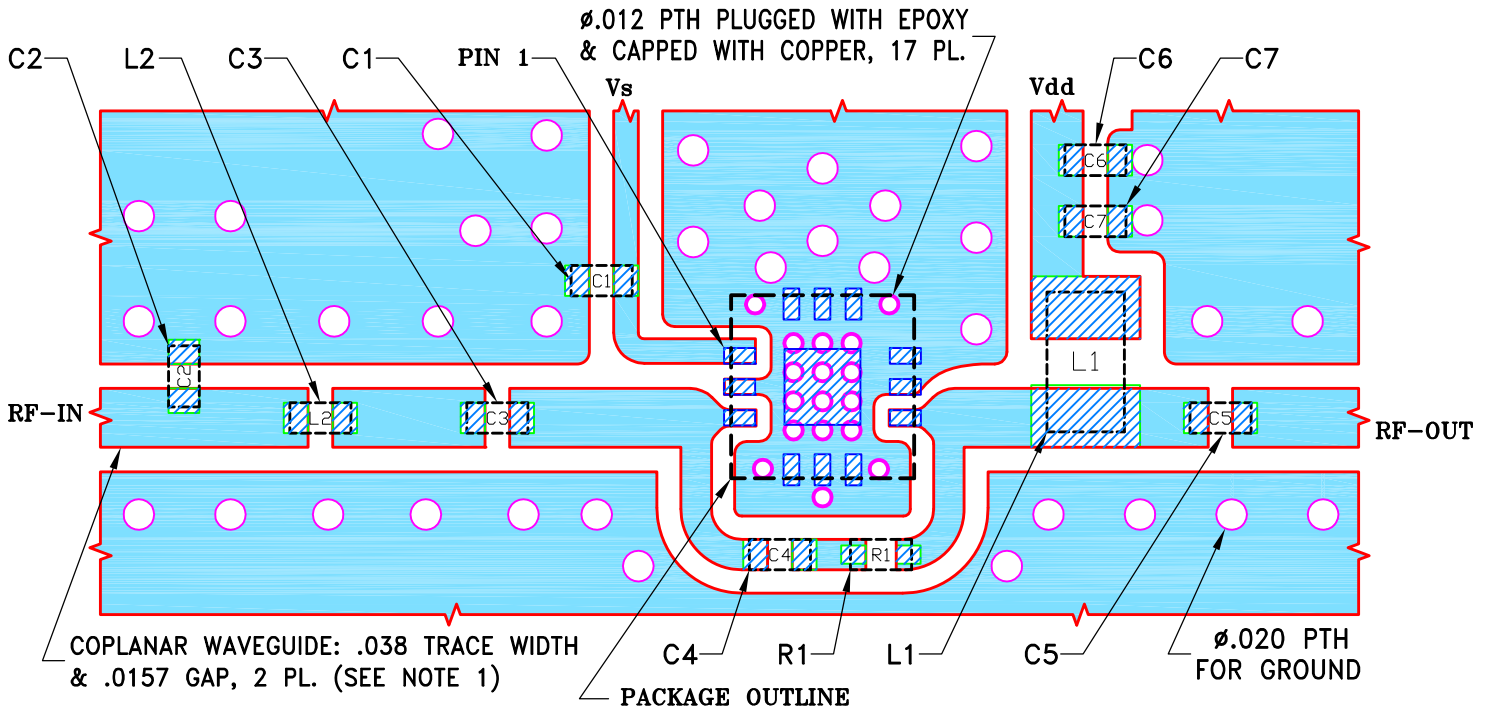 ø.012 PTH PLUGGED WITH EPOXY
& CAPPED WITH COPPER, 17 PL.
C2
L2
C3
C1
PIN 1
C6
C7
Vs
Vdd
C6
C7
C1
C2
L1
RF-IN
L2
C3
C5
RF-OUT
C4
R1
COPLANAR WAVEGUIDE: .038 TRACE WIDTH
& .0157 GAP, 2 PL. (SEE NOTE 1)
C4
R1
L1
C5
ø.020 PTH
FOR GROUND
PACKAGE OUTLINE